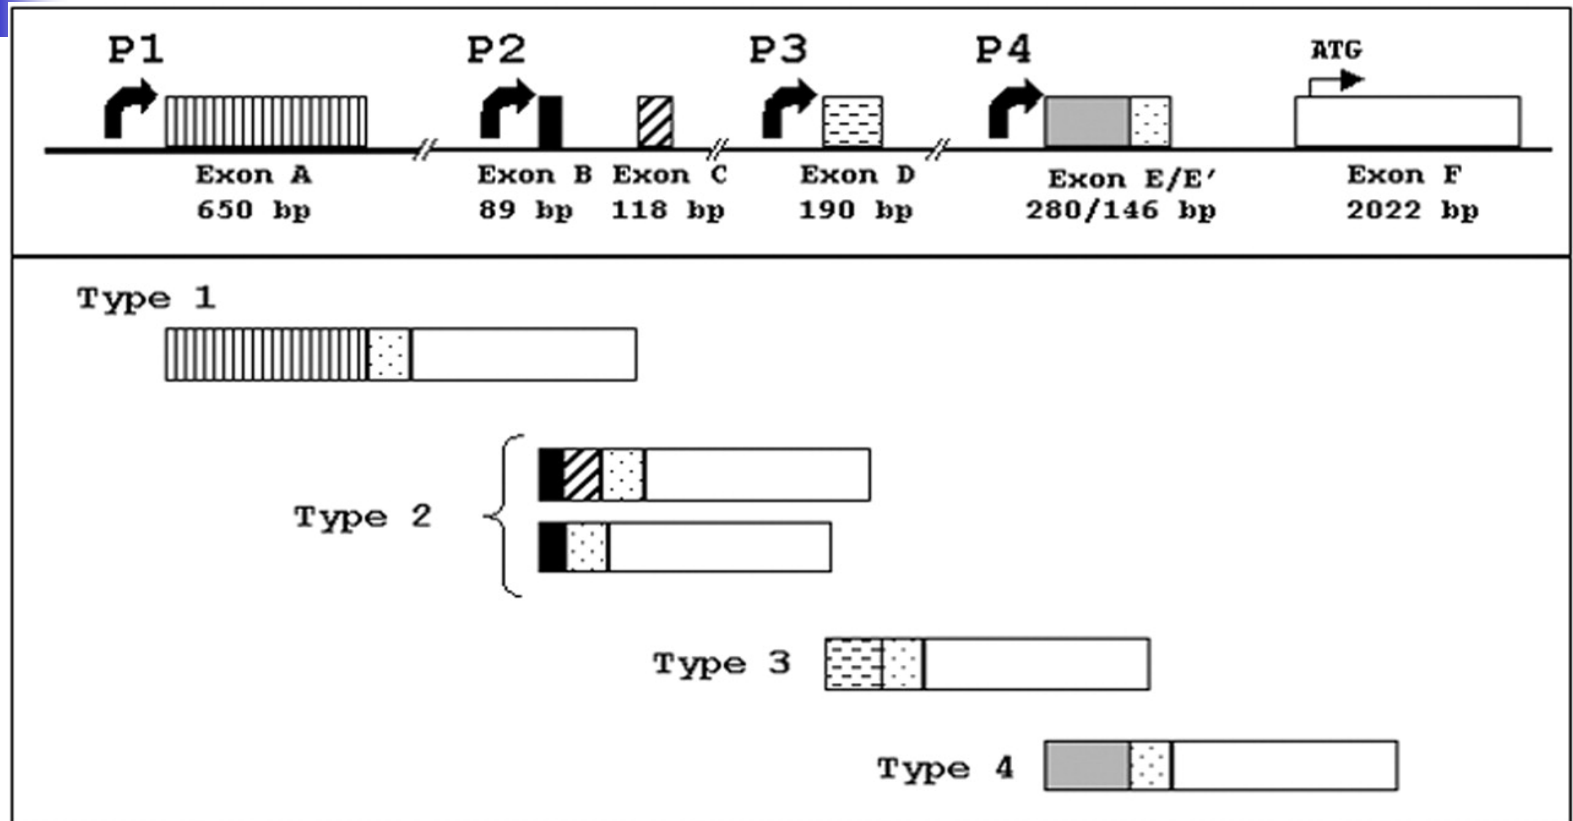 P1 P2 P3 P4 ATG
Exon A Exon B Exon C Exon D Exon E/E' Exon F
650 bp 89 bp 118 bp 190 bp 280/146 bp 2022 bp
Type 1
Type 2
Type 3
Type 4